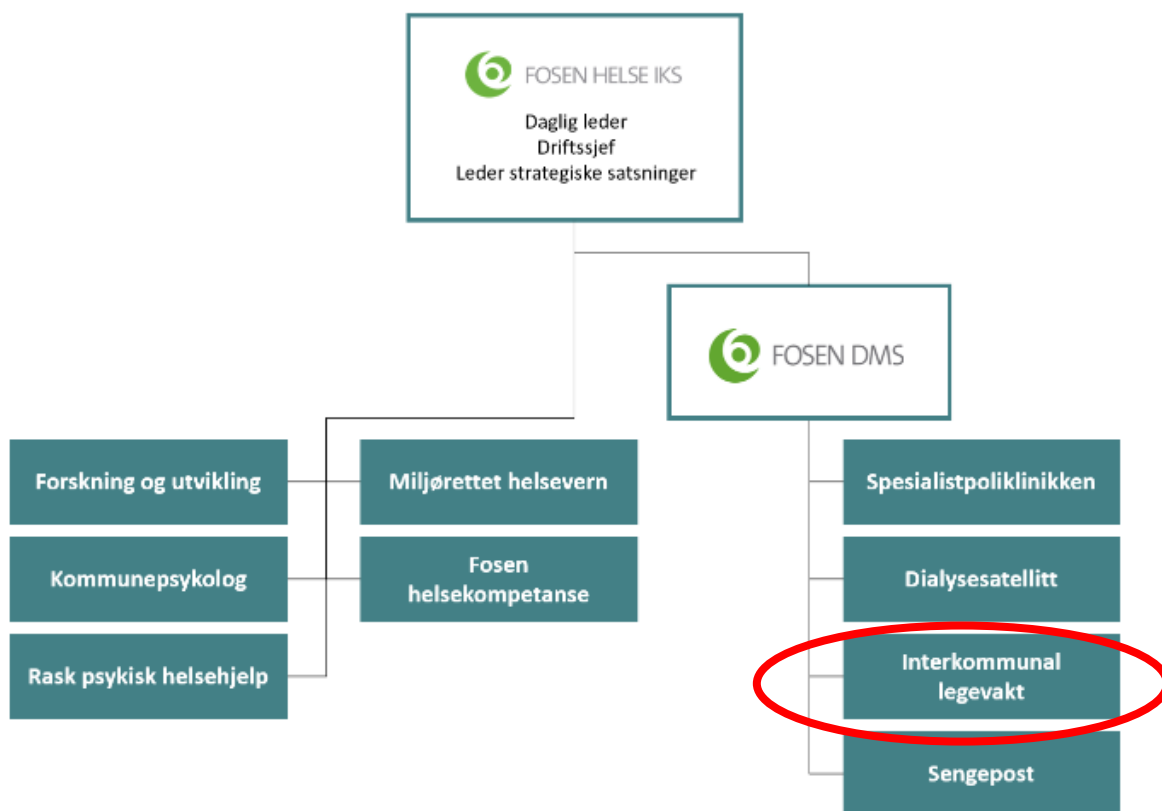 FOSEN HELSE IKS
Daglig leder
Driftssjef
Leder strategiske satsninger
FOSEN DMS
Forskning og utvikling
Miljørettet helsevern
Spesialistpoliklinikken
Kommunepsykolog
Fosen
helsekompetanse
Dialysesatellitt
Rask psykisk helsehjelp
Interkommunal
legevakt
Sengepost